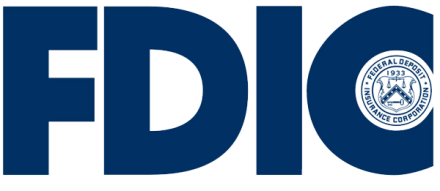 FDIC
FEDERAL DEPOSIT
1933
INSURANCE CORPORATION